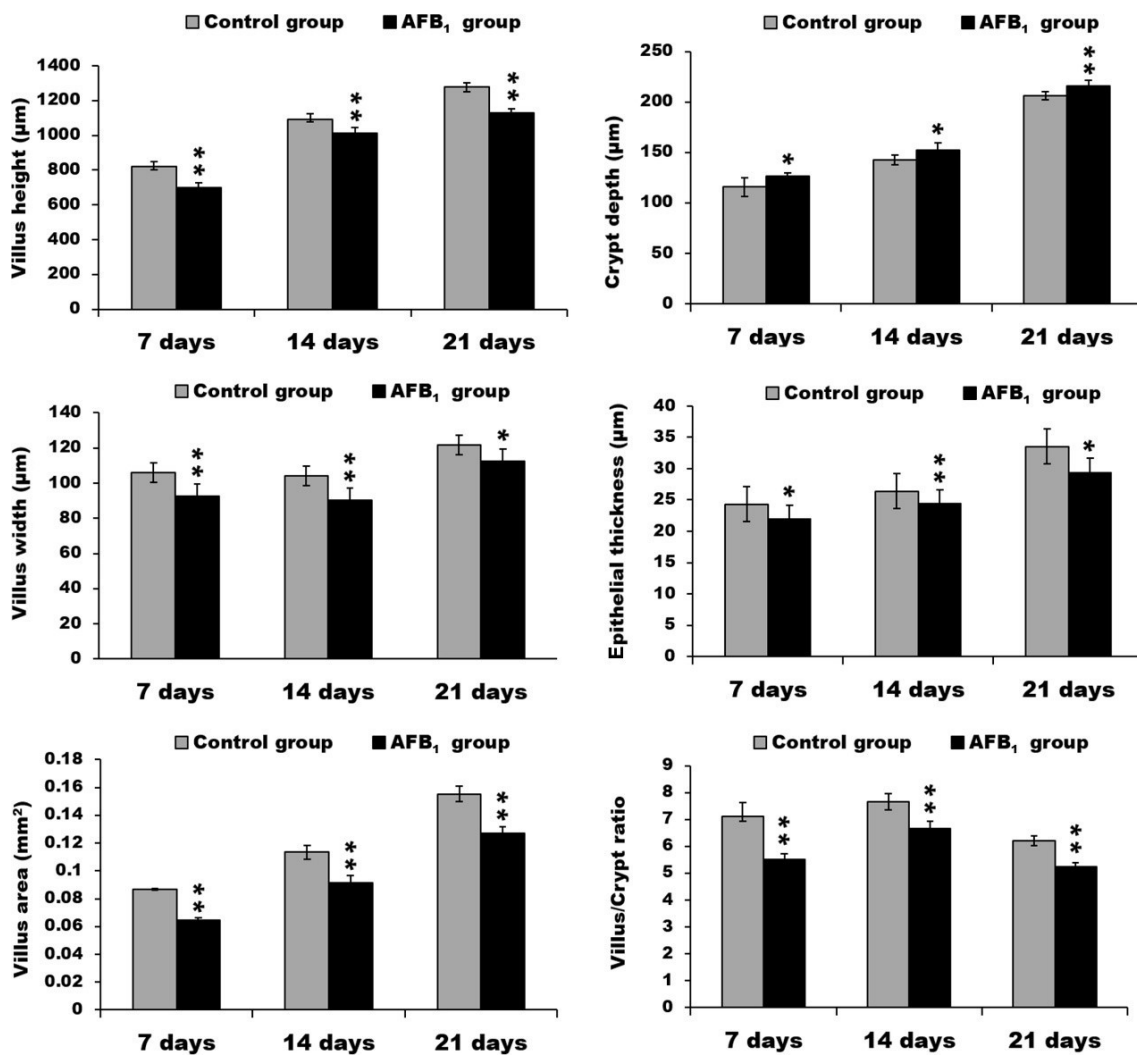 Control group AFB₁ group
Villus height (µm)
1400
1200
1000
800
600
400
200
0
** ** **
7 days 14 days 21 days
Control group AFB₁ group
Crypt depth (µm)
250
200
150
100
50
0
* * **
7 days 14 days 21 days
Control group AFB₁ group
Villus width (µm)
140
120
100
80
60
40
20
0
** ** *
7 days 14 days 21 days
Control group AFB₁ group
Epithelial thickness (µm)
40
35
30
25
20
15
10
5
0
* ** *
7 days 14 days 21 days
Control group AFB₁ group
Villus area (mm²)
0.18
0.16
0.14
0.12
0.1
0.08
0.06
0.04
0.02
0
** ** **
7 days 14 days 21 days
Control group AFB₁ group
Villus/Crypt ratio
9
8
7
6
5
4
3
2
1
0
** ** **
7 days 14 days 21 days